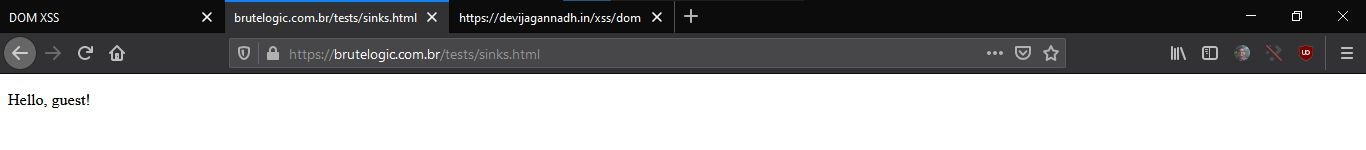 DOM XSS brutelogic.com.br/tests/sinks.html https://devijagannadh.in/xss/dom
https://brutelogic.com.br/tests/sinks.html
Hello, guest!